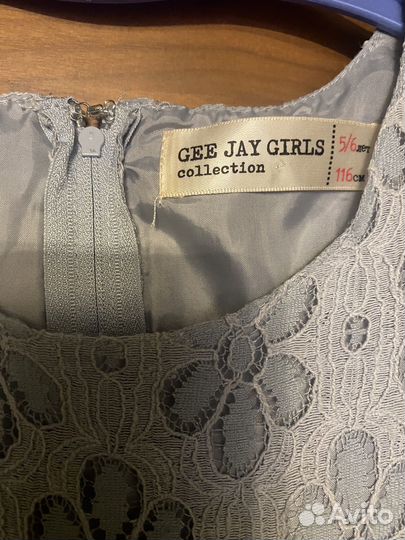 GEE JAY GIRLS
collection
5/6 лет
116 см
Avito